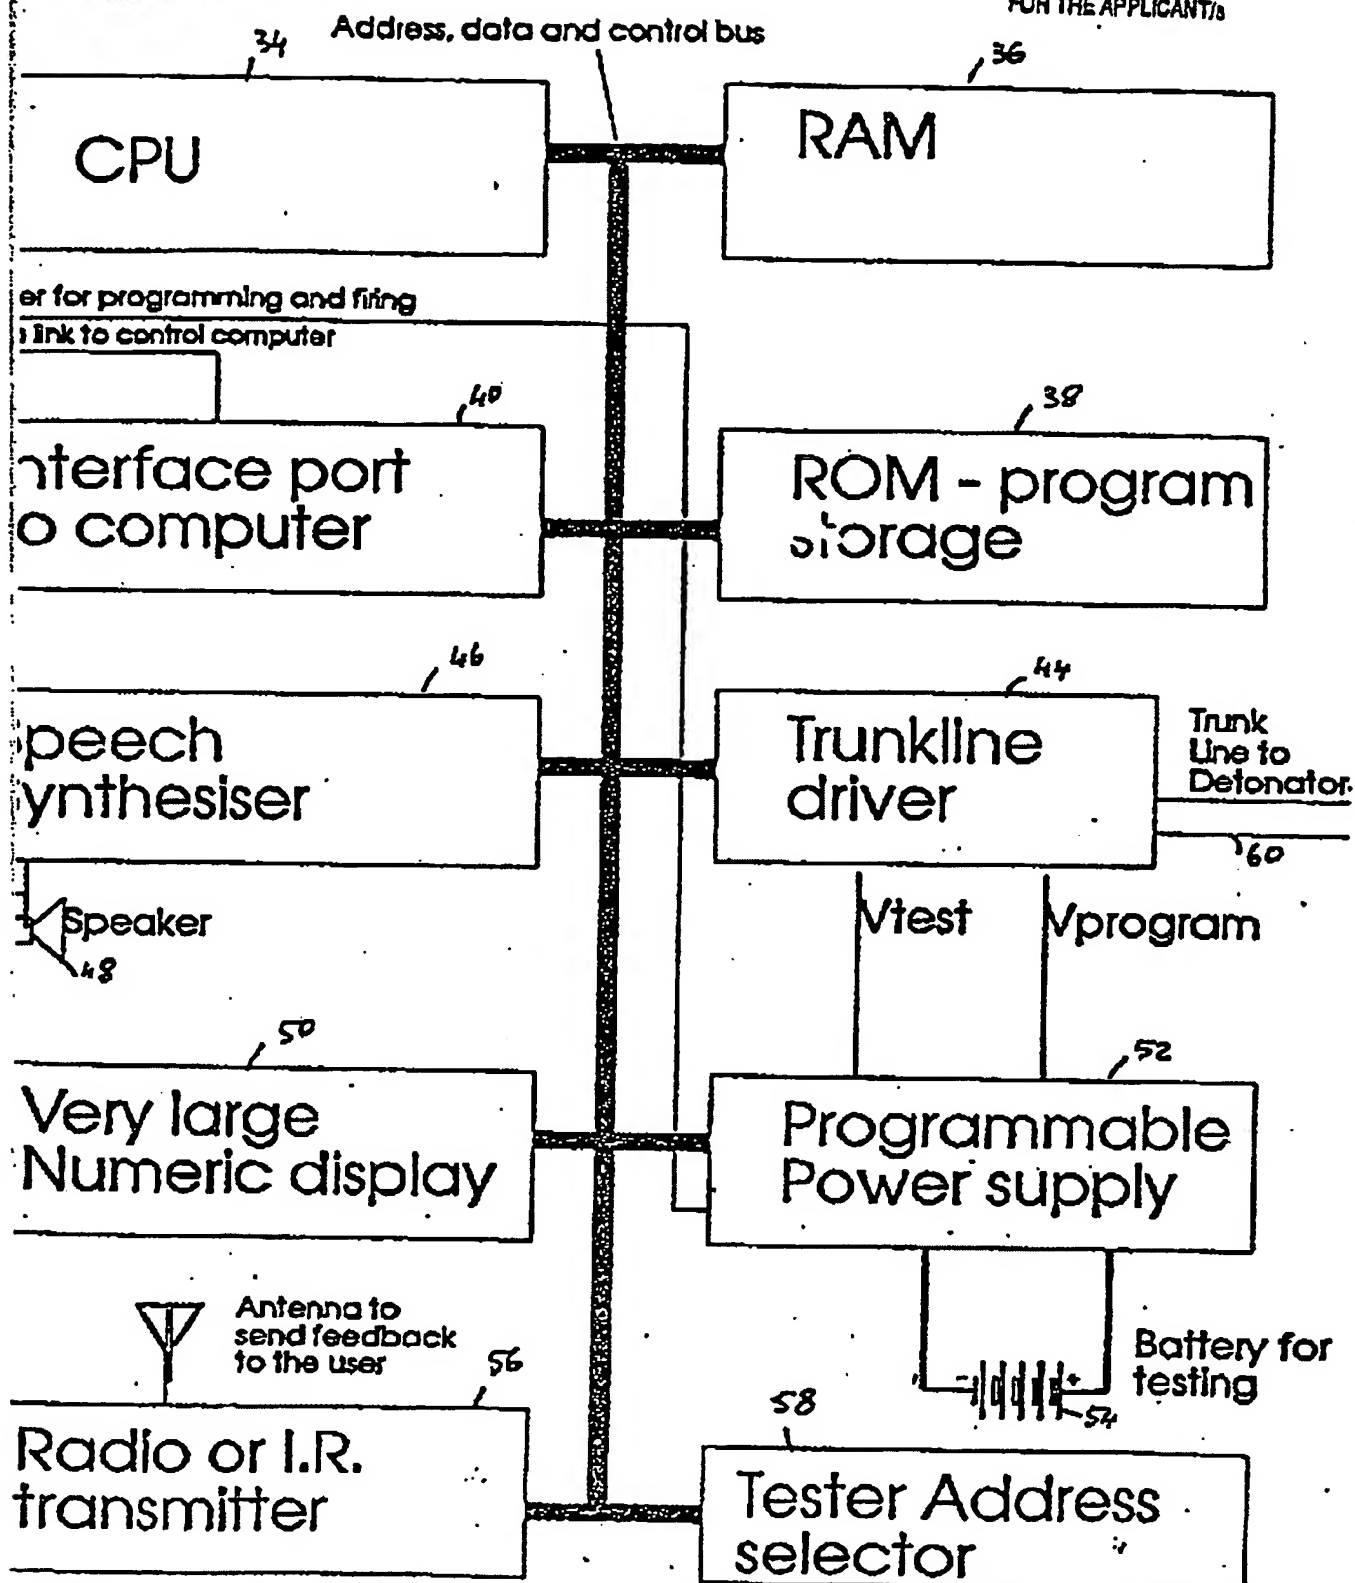 FOR THE APPLICANT/S
Address, data and control bus
34
36
CPU
RAM
er for programming and firing
link to control computer
40
38
nterface port
o computer
ROM - program
storage
46
44
peech
ynthesiser
Trunkline
driver
Trunk
Line to
Detonator
60
Speaker
48
Vtest
Vprogram
50
52
Very large
Numeric display
Programmable
Power supply
Antenna to
send feedback
to the user
56
Battery for
testing
- +
54
58
Radio or I.R.
transmitter
Tester Address
selector